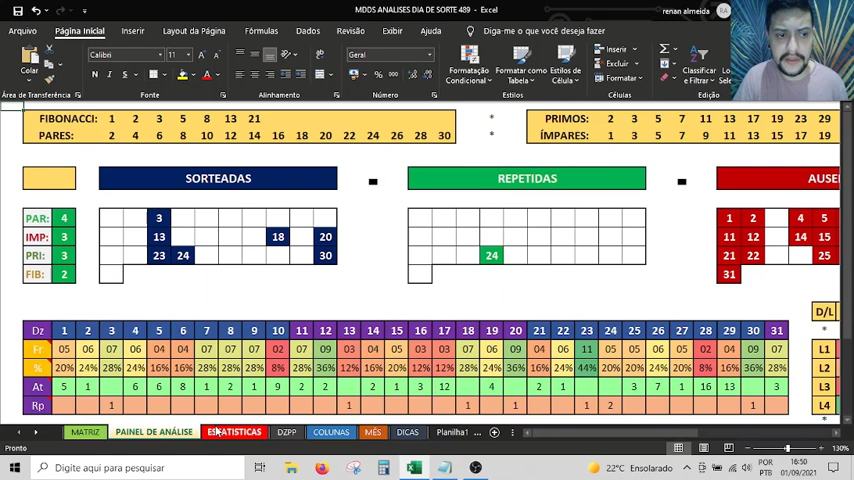 MDDS ANALISES DIA DE SORTE 489 - Excel
renan almeida
RA
Arquivo Página Inicial Inserir Layout da Página Fórmulas Dados Revisão Exibir Ajuda Diga-me o que você deseja fazer
Colar
Calibri 11
N I S
Geral
Formatação Condicional
Formatar como Tabela
Estilos de Célula
Inserir
Excluir
Formatar
Classificar e Filtrar
Área de Transferência Fonte Alinhamento Número Estilos Células
FIBONACCI: 1 2 3 5 8 13 21 * PRIMOS: 2 3 5 7 11 13 17 19 23 29
PARES: 2 4 6 8 10 12 14 16 18 20 22 24 26 28 30 * ÍMPARES: 1 3 5 7 9 11 13 15 17 19
SORTEADAS - REPETIDAS - AUSEN
PAR: 4 3 1 2 4 5
IMP: 3 13 18 20 11 12 14 15
PRI: 3 23 24 30 24 21 22 25
FIB: 2 31
D/L
Dz 1 2 3 4 5 6 7 8 9 10 11 12 13 14 15 16 17 18 19 20 21 22 23 24 25 26 27 28 29 30 31 *
Fr 05 06 07 06 04 04 07 07 07 02 07 09 03 04 05 03 04 07 06 09 05 06 11 05 05 06 05 02 04 09 07 L1
% 20% 24% 28% 24% 16% 16% 28% 28% 28% 8% 28% 36% 12% 16% 20% 12% 16% 28% 24% 36% 20% 24% 44% 20% 20% 24% 20% 8% 16% 36% 28% L2
At 5 1 6 6 8 1 2 1 9 2 2 6 1 3 12 4 2 1 3 7 1 16 13 3 L3
Rp 1 1 1 1 1 2 1 L4
*
MATRIZ PAINEL DE ANÁLISE ESTATISTICAS DZPP COLUNAS MÊS DICAS Planilha1 ...
Pronto
130%
Digite aqui para pesquisar
22°C Ensolarado
POR
PTB
16:50
01/09/2021